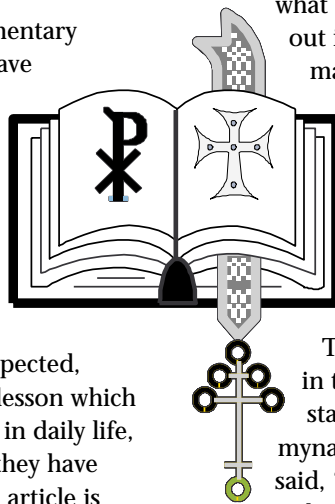 mentary
ave
pected,
lesson which
in daily life,
they have
article is
what
out i
ma
T
in t
sta
myna
said,